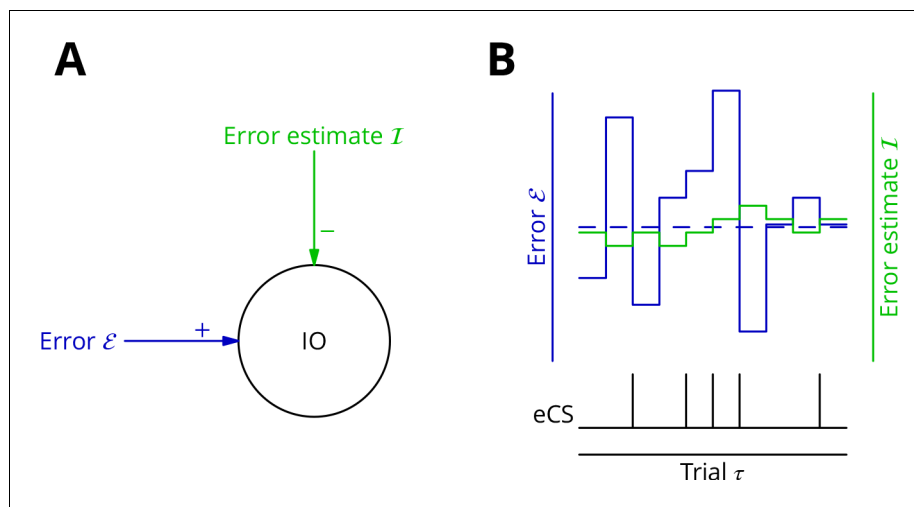 A
Error estimate ℐ
−
Error ℰ
+
IO
B
Error ℰ
Error estimate ℐ
eCS
Trial τ